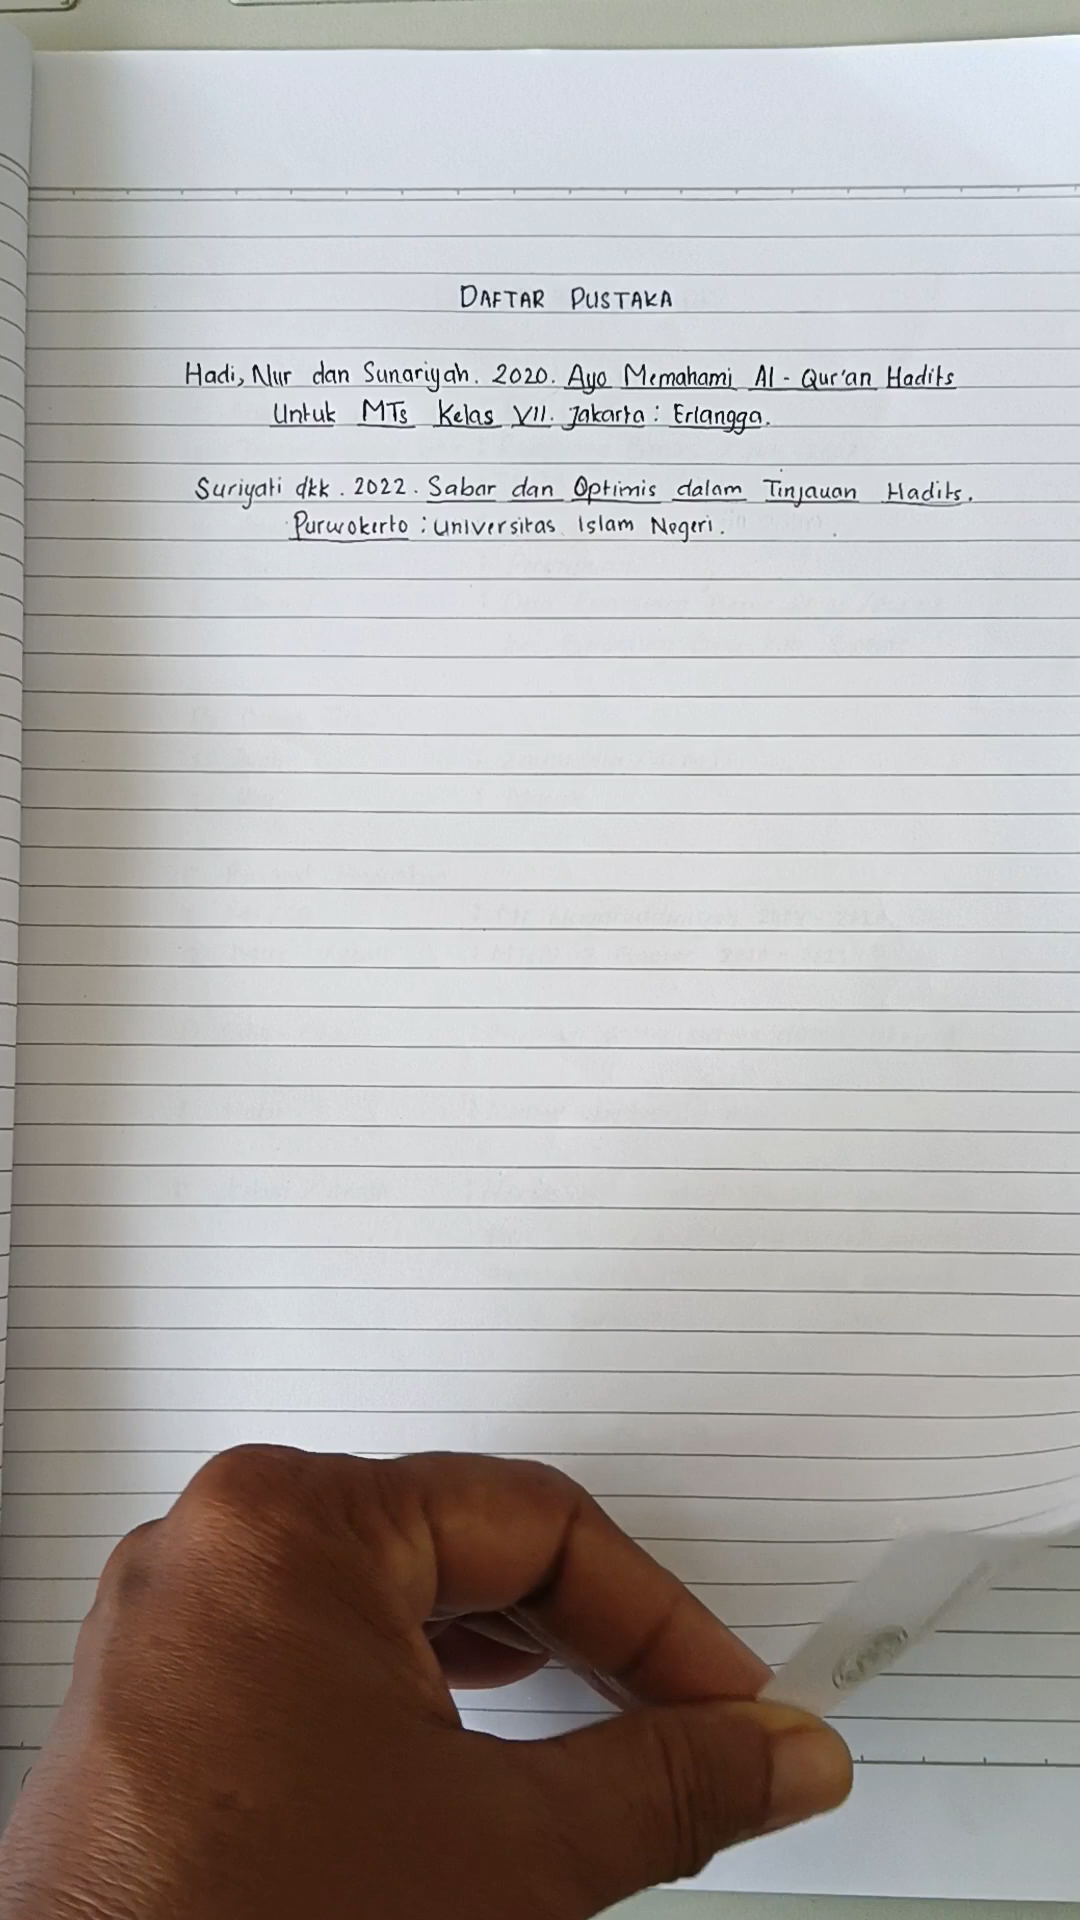 DAFTAR PUSTAKA
Hadi, Nur dan Sunariyah. 2020. Ayo Memahami Al-Qur'an Hadits
Untuk MTs Kelas VII. Jakarta: Erlangga.
Suriyati dkk. 2022. Sabar dan Optimis dalam Tinjauan Hadits.
Purwokerto: Universitas Islam Negeri.